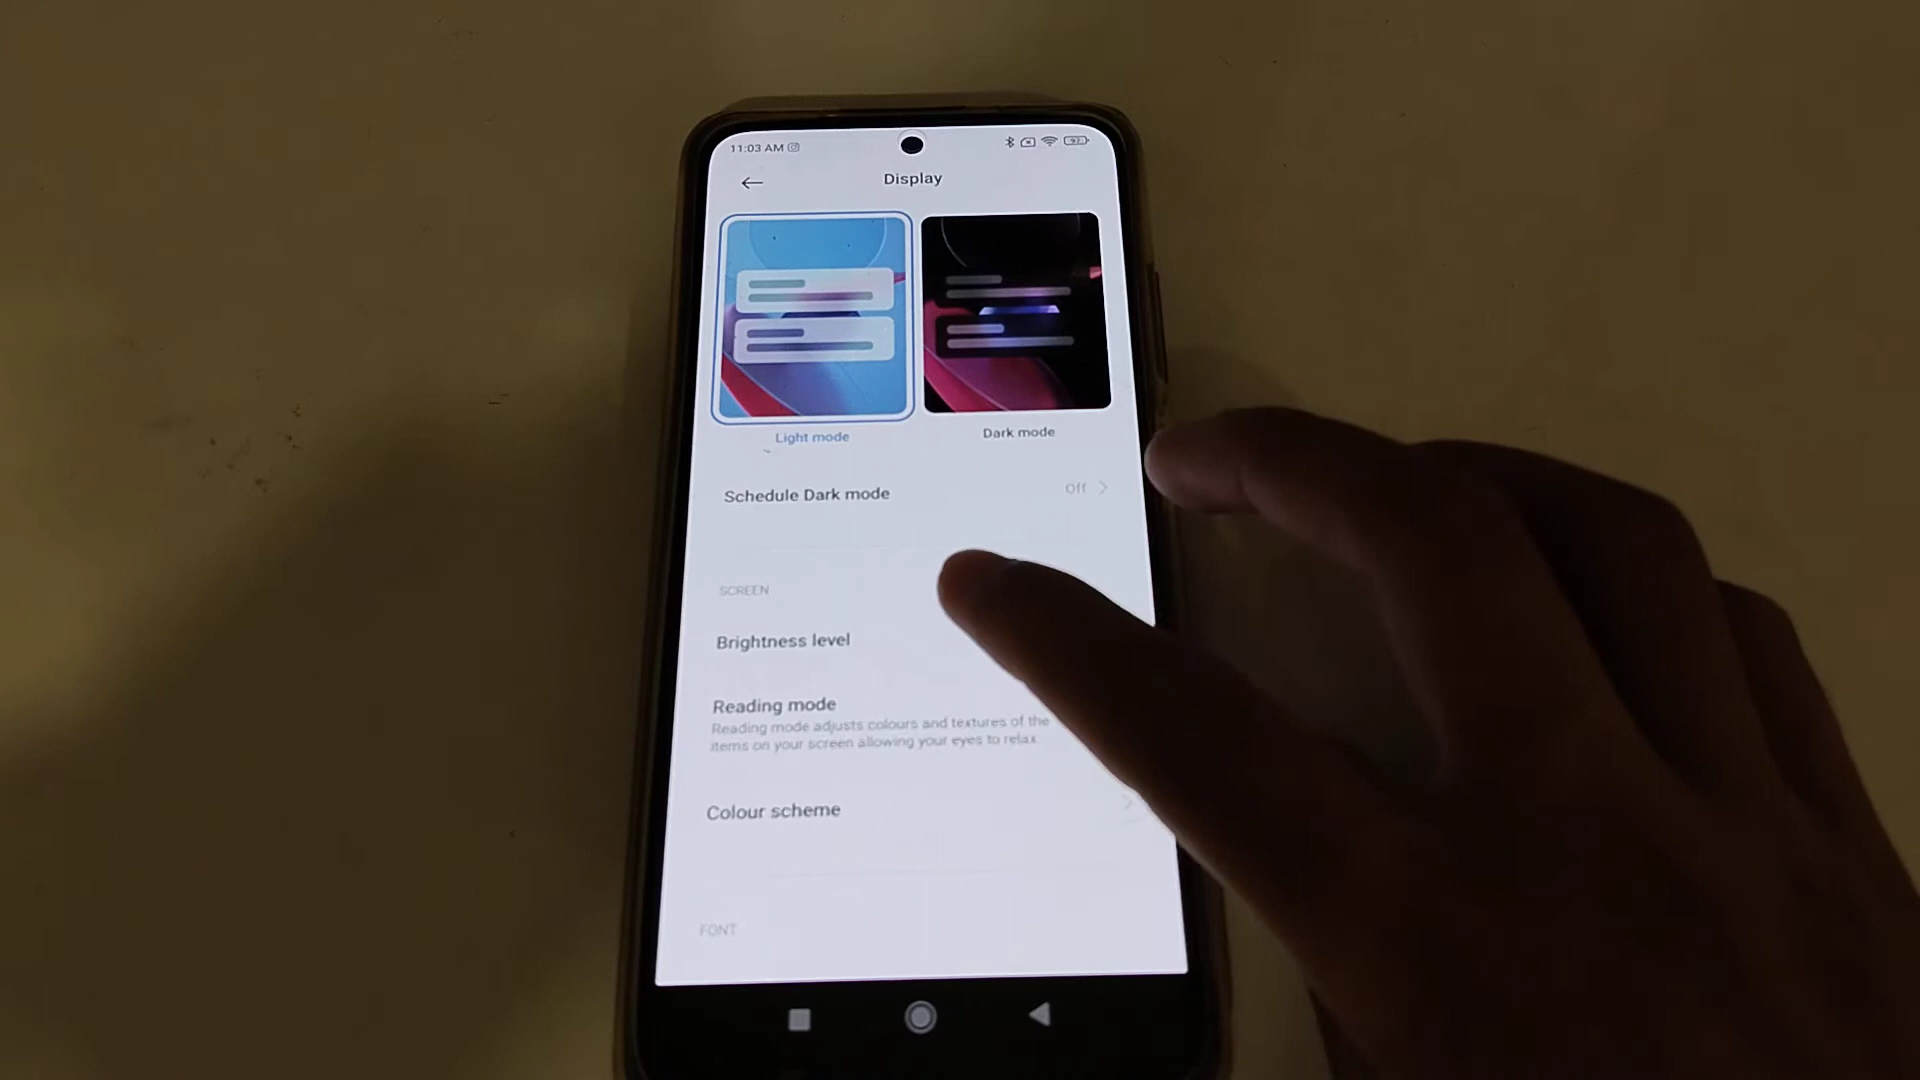 11:03 AM
97
Display
Light mode
Dark mode
Schedule Dark mode
Off
SCREEN
Brightness level
Reading mode
Reading mode adjusts colours and textures of the
items on your screen allowing your eyes to relax
Colour scheme
FONT